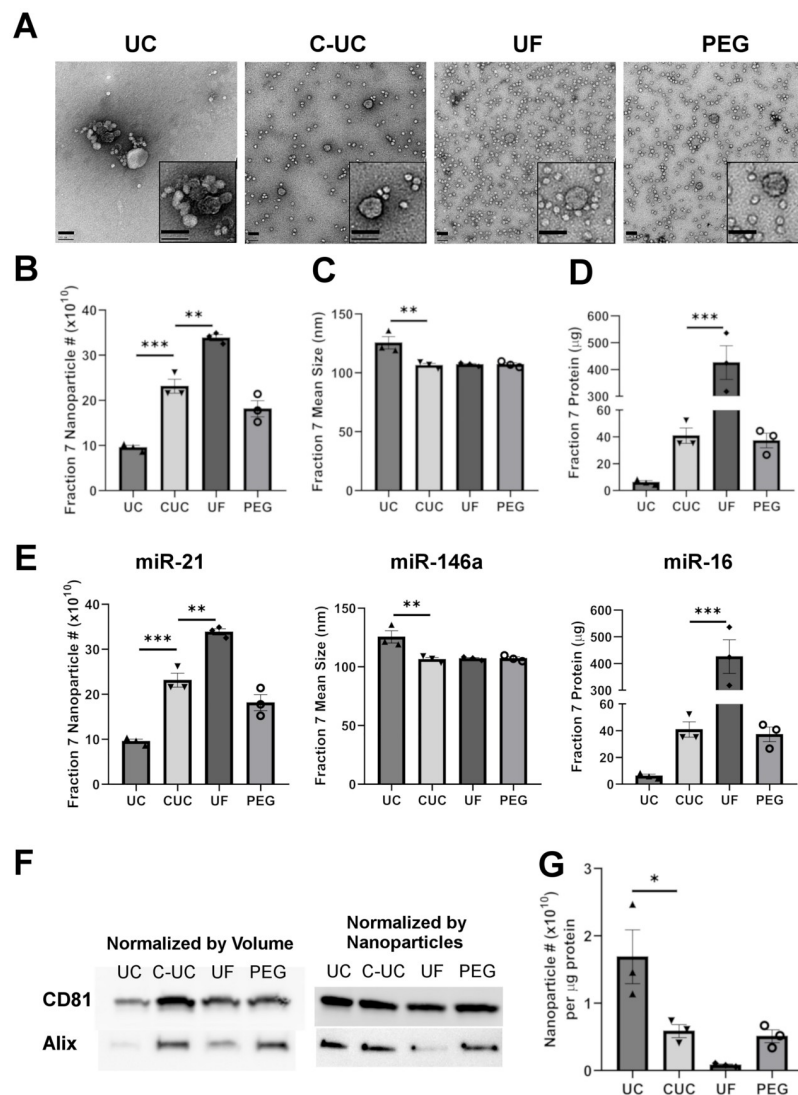 A
UC C-UC UF PEG
B
Fraction 7 Nanoparticle # (x10¹⁰)
40
30
20
10
0
***
**
UC CUC UF PEG
C
Fraction 7 Mean Size (nm)
150
100
50
0
**
UC CUC UF PEG
D
Fraction 7 Protein (µg)
600
500
400
300
60
40
20
0
***
UC CUC UF PEG
E
miR-21
Fraction 7 Nanoparticle # (x10¹⁰)
40
30
20
10
0
***
**
UC CUC UF PEG
miR-146a
Fraction 7 Mean Size (nm)
150
100
50
0
**
UC CUC UF PEG
miR-16
Fraction 7 Protein (µg)
600
500
400
300
60
40
20
0
***
UC CUC UF PEG
F
Normalized by Volume
UC C-UC UF PEG
Normalized by
Nanoparticles
UC C-UC UF PEG
CD81
Alix
G
Nanoparticle # (x10¹⁰)
per µg protein
3
2
1
0
*
UC CUC UF PEG